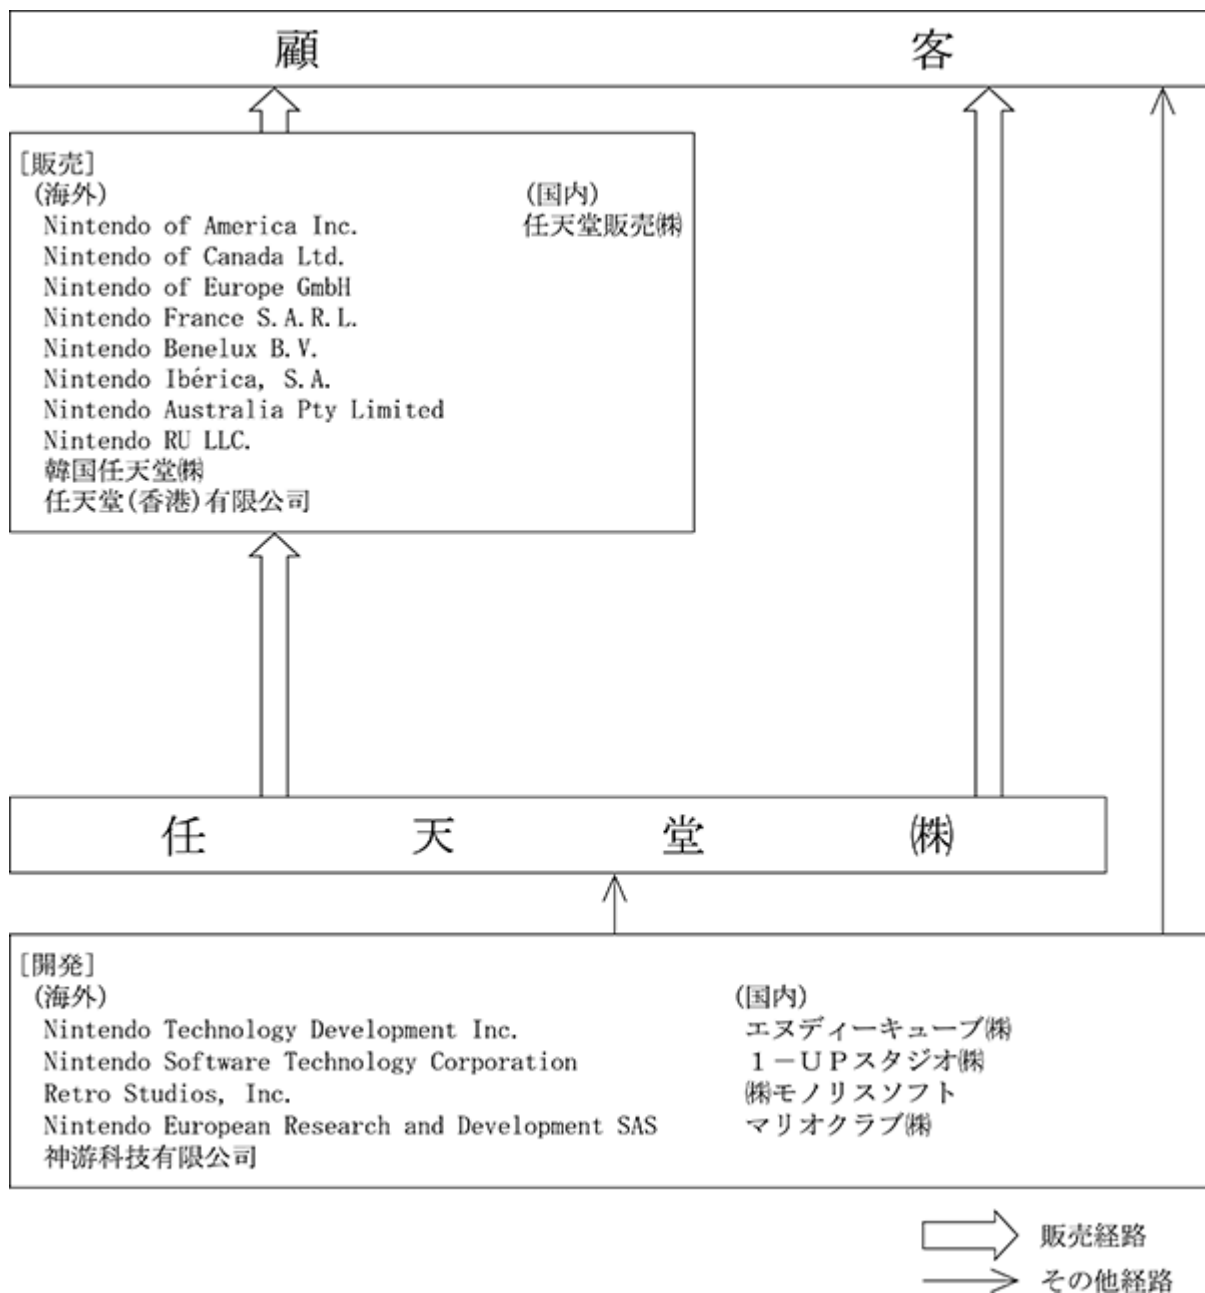 顧 客
[販売]
(海外) (国内)
Nintendo of America Inc. 任天堂販売㈱
Nintendo of Canada Ltd.
Nintendo of Europe GmbH
Nintendo France S.A.R.L.
Nintendo Benelux B.V.
Nintendo Ibérica, S.A.
Nintendo Australia Pty Limited
Nintendo RU LLC.
韓国任天堂㈱
任天堂(香港)有限公司
任 天 堂 ㈱
[開発]
(海外) (国内)
Nintendo Technology Development Inc. エヌディーキューブ㈱
Nintendo Software Technology Corporation １－ＵＰスタジオ㈱
Retro Studios, Inc. ㈱モノリスソフト
Nintendo European Research and Development SAS マリオクラブ㈱
神游科技有限公司
販売経路
その他経路